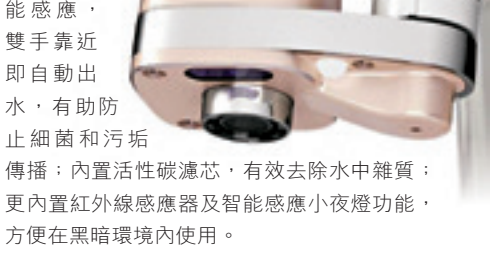 能感應，
雙手靠近
即自動出
水，有助防
止細菌和污垢
傳播；內置活性碳濾芯，有效去除水中雜質；
更內置紅外線感應器及智能感應小夜燈功能，
方便在黑暗環境內使用。